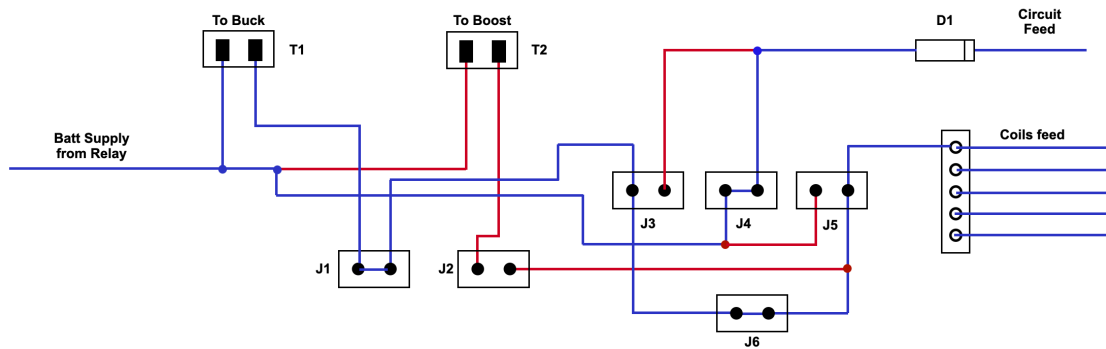 To Buck
T1
To Boost
T2
D1
Circuit
Feed
Batt Supply
from Relay
Coils feed
J3
J4
J5
J1
J2
J6